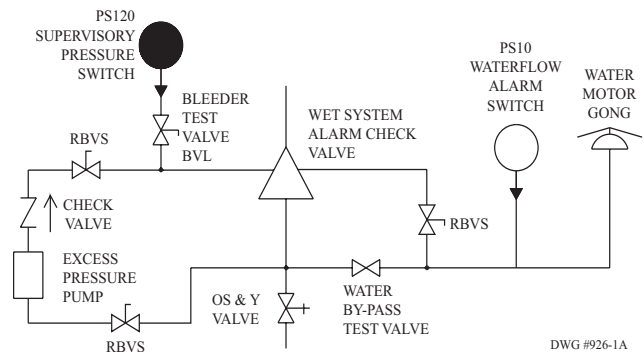 PS120
SUPERVISORY
PRESSURE
SWITCH
BLEEDER
TEST
VALVE
BVL
RBVS
CHECK
VALVE
EXCESS
PRESSURE
PUMP
RBVS
WET SYSTEM
ALARM CHECK
VALVE
OS & Y
VALVE
WATER
BY-PASS
TEST VALVE
RBVS
PS10
WATERFLOW
ALARM
SWITCH
WATER
MOTOR
GONG
DWG #926-1A